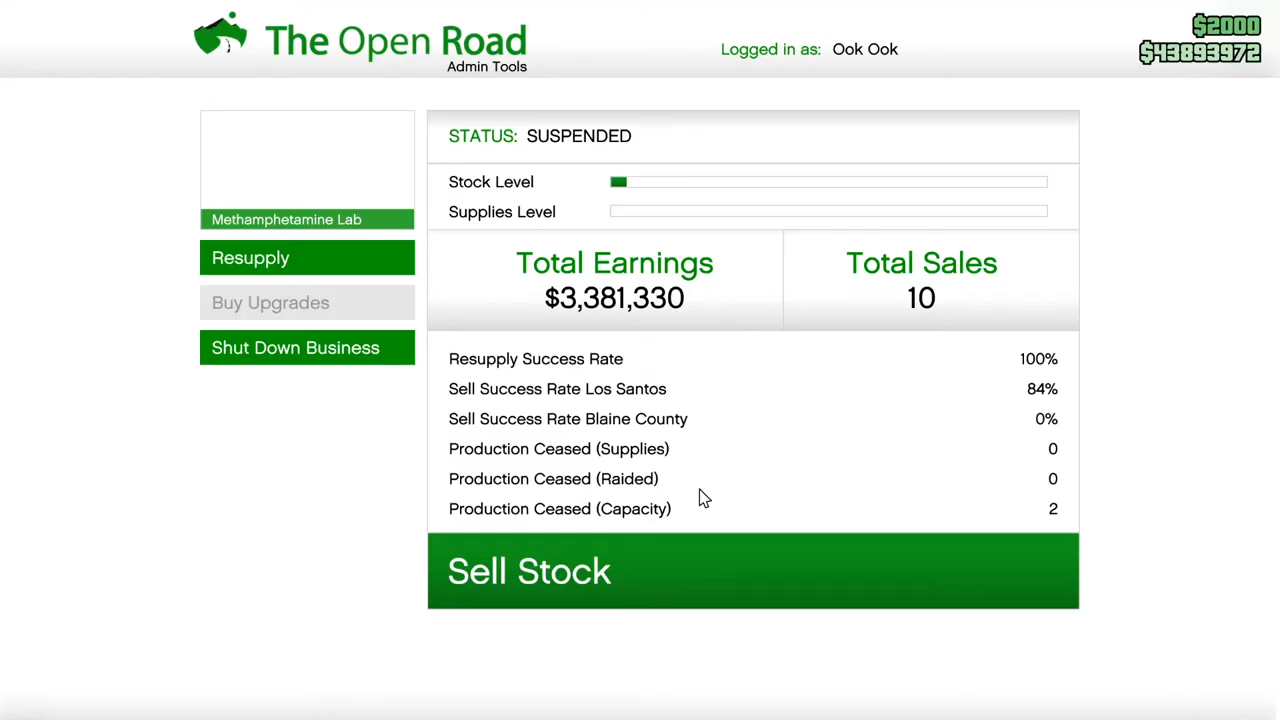 The Open Road
Admin Tools
Logged in as: Ook Ook
$2000
$43893972
Methamphetamine Lab
Resupply
Buy Upgrades
Shut Down Business
STATUS: SUSPENDED
Stock Level
Supplies Level
Total Earnings
$3,381,330
Total Sales
10
Resupply Success Rate 100%
Sell Success Rate Los Santos 84%
Sell Success Rate Blaine County 0%
Production Ceased (Supplies) 0
Production Ceased (Raided) 0
Production Ceased (Capacity) 2
Sell Stock